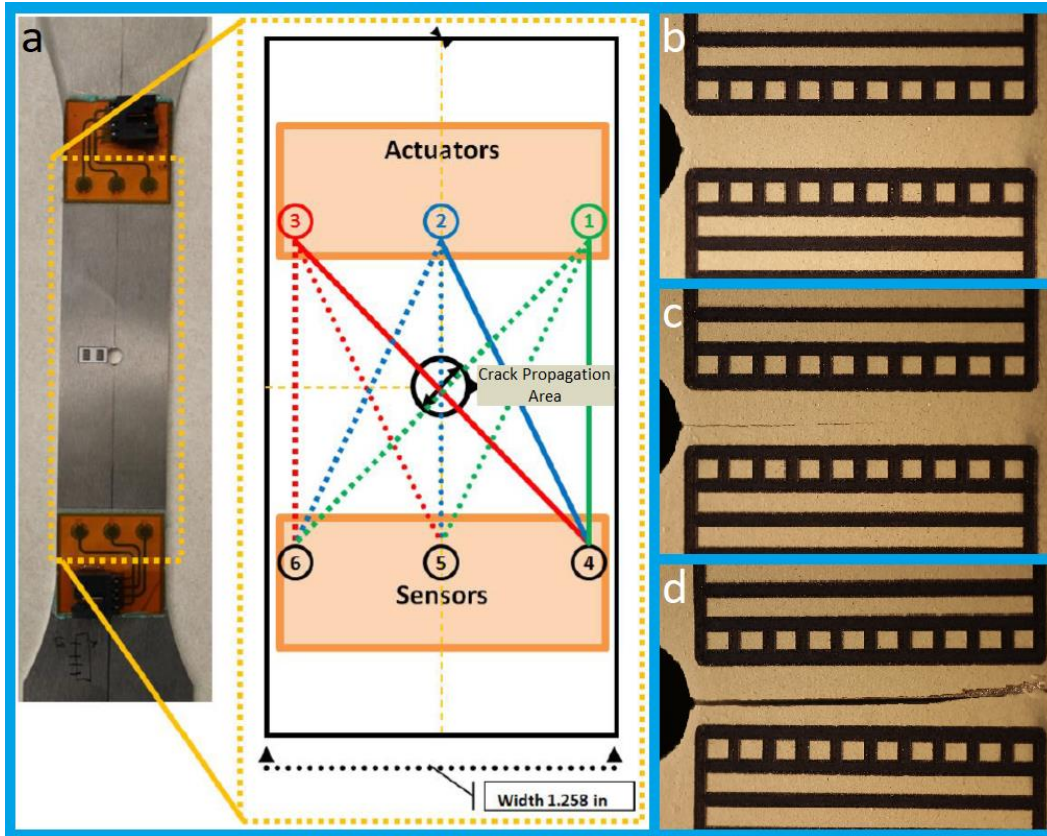 a
Actuators
3
2
1
Crack Propagation
Area
6
5
4
Sensors
Width 1.258 in
b
c
d